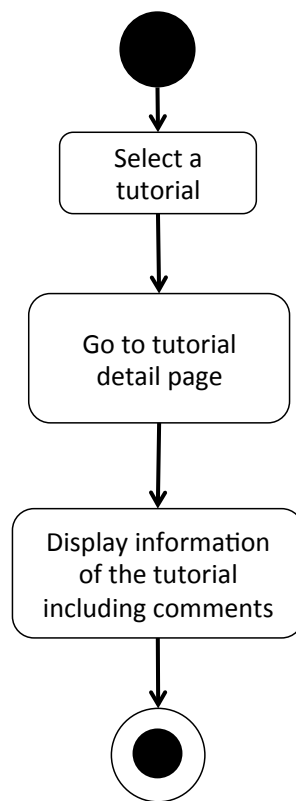 Select a
tutorial
Go to tutorial
detail page
Display information
of the tutorial
including comments